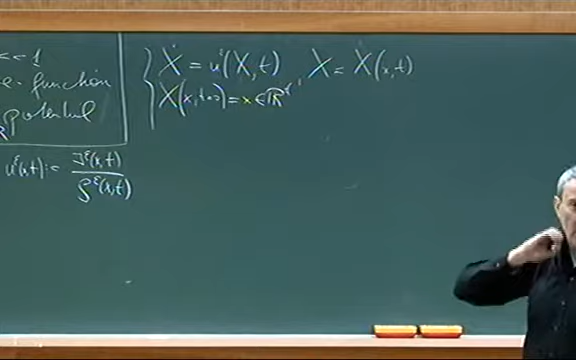 << 1
e-function
potential
u^ε(x,t) := J^ε(x,t) / ρ^ε(x,t)
{ Ẋ = u^ε(X,t) X = X(x,t)
X(x,t=0) = x ∈ ℝ^d